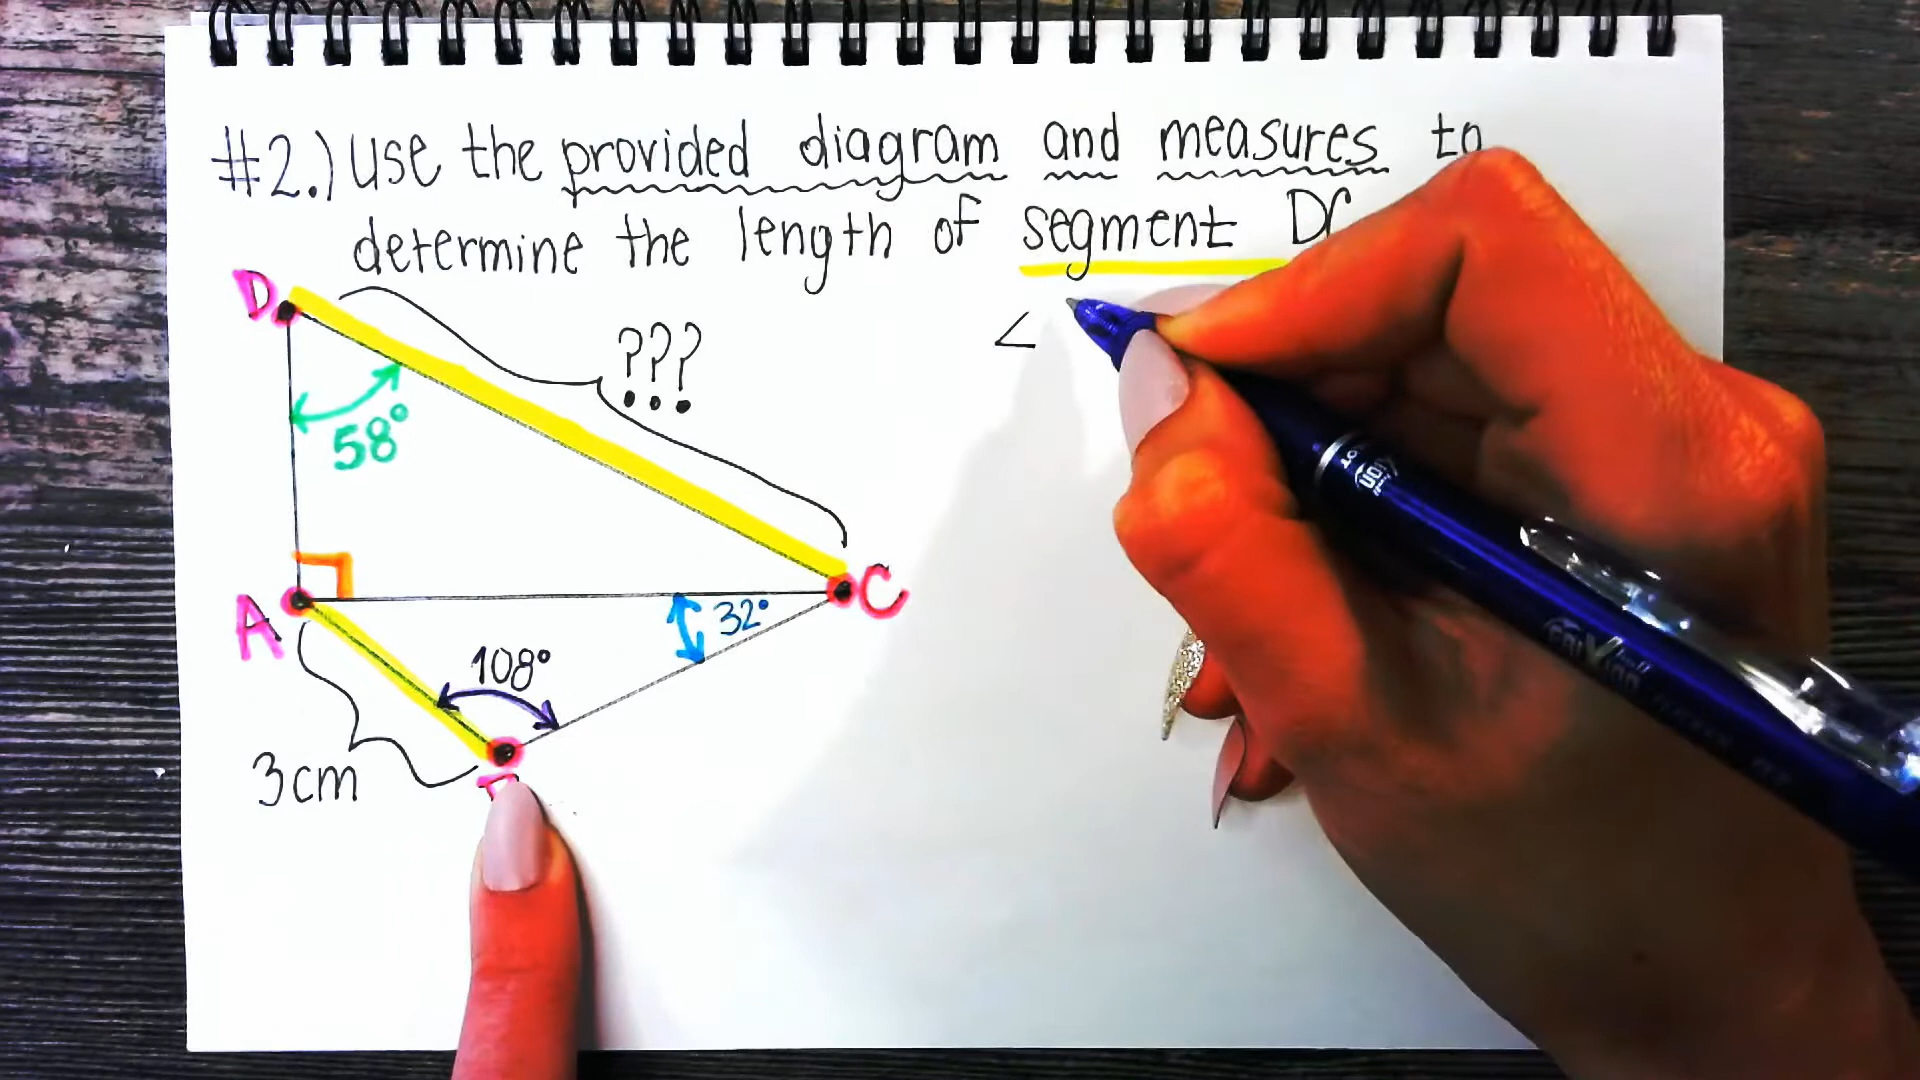 #2.) Use the provided diagram and measures to
determine the length of segment DC
<
D
???
58°
A
C
32°
108°
3cm